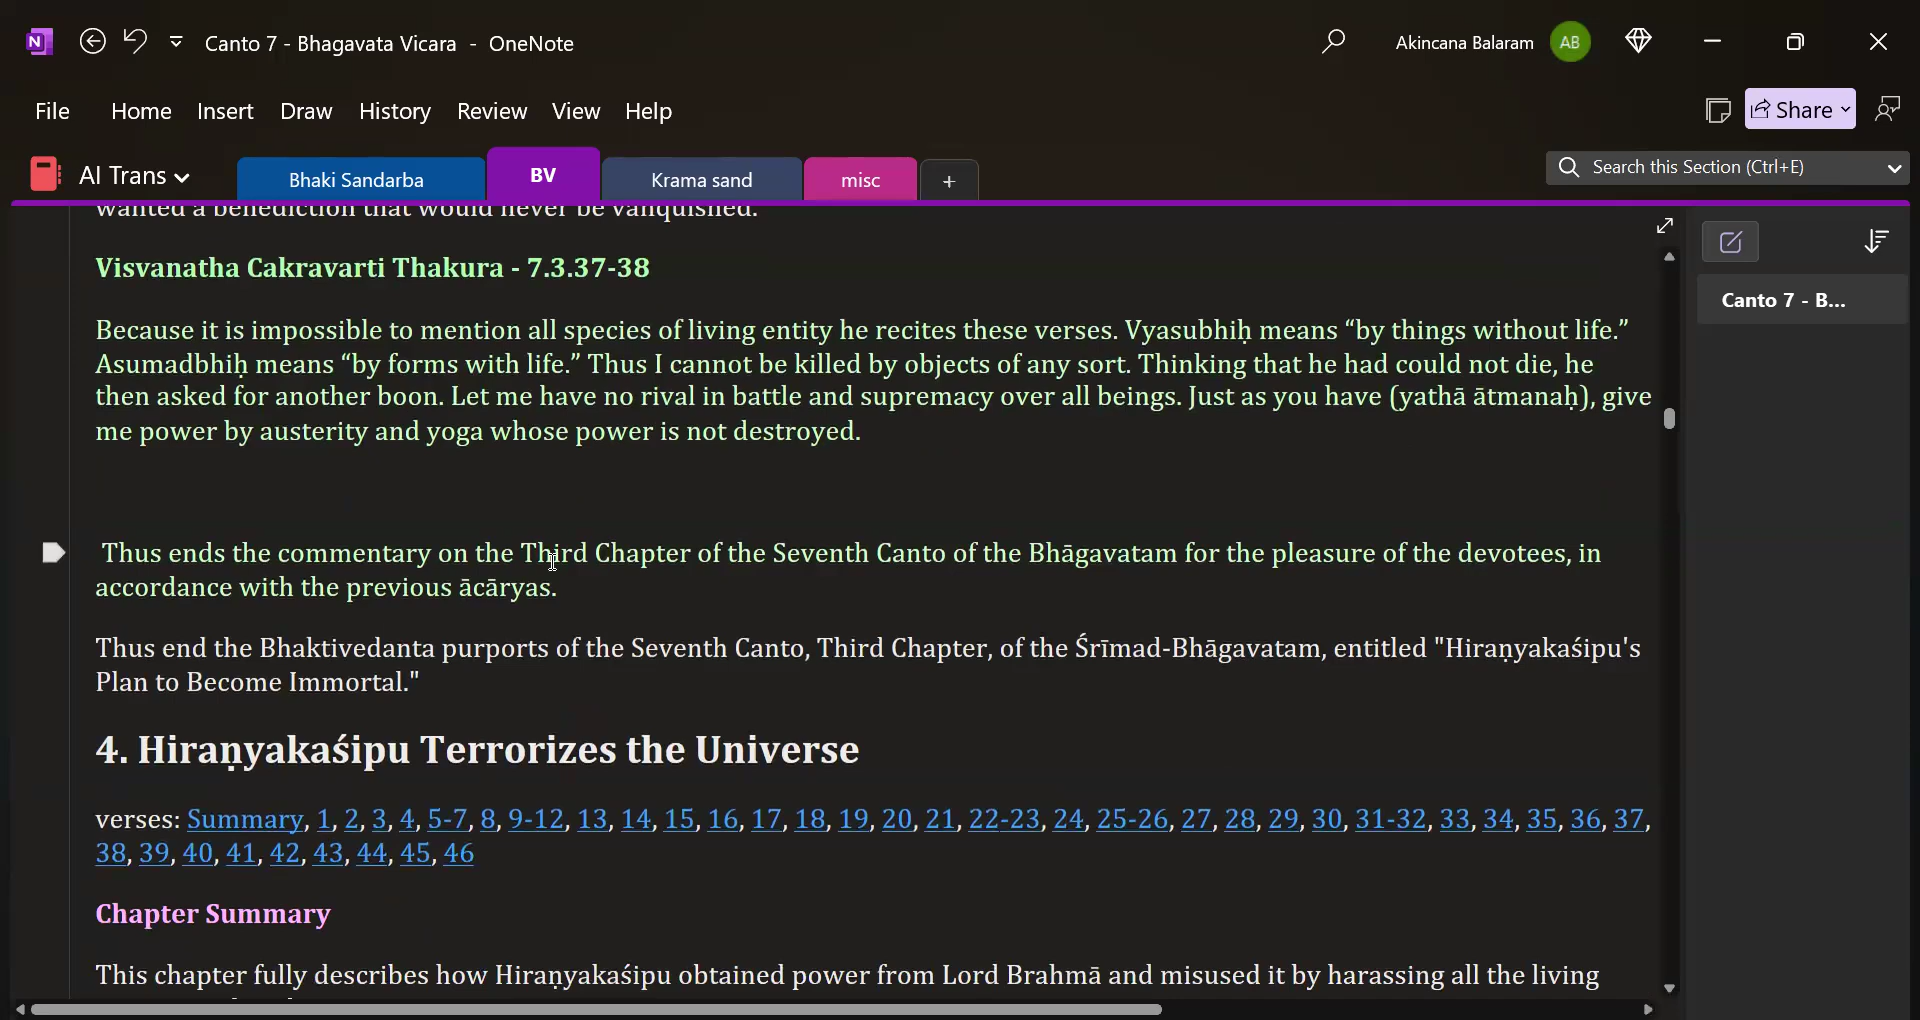 Canto 7 - Bhagavata Vicara - OneNote
Akincana Balaram AB
File Home Insert Draw History Review View Help
Share
AI Trans
Bhaki Sandarba
BV
Krama sand
misc
+
Search this Section (Ctrl+E)
Canto 7 - B...
wanted a benediction that would never be vanquished.
Visvanatha Cakravarti Thakura - 7.3.37-38
Because it is impossible to mention all species of living entity he recites these verses. Vyasubhiḥ means “by things without life.”
Asumadbhiḥ means “by forms with life.” Thus I cannot be killed by objects of any sort. Thinking that he had could not die, he
then asked for another boon. Let me have no rival in battle and supremacy over all beings. Just as you have (yathā ātmanaḥ), give
me power by austerity and yoga whose power is not destroyed.
Thus ends the commentary on the Third Chapter of the Seventh Canto of the Bhāgavatam for the pleasure of the devotees, in
accordance with the previous ācāryas.
Thus end the Bhaktivedanta purports of the Seventh Canto, Third Chapter, of the Śrīmad-Bhāgavatam, entitled "Hiraṇyakaśipu's
Plan to Become Immortal."
4. Hiraṇyakaśipu Terrorizes the Universe
verses: Summary, 1, 2, 3, 4, 5-7, 8, 9-12, 13, 14, 15, 16, 17, 18, 19, 20, 21, 22-23, 24, 25-26, 27, 28, 29, 30, 31-32, 33, 34, 35, 36, 37,
38, 39, 40, 41, 42, 43, 44, 45, 46
Chapter Summary
This chapter fully describes how Hiraṇyakaśipu obtained power from Lord Brahmā and misused it by harassing all the living